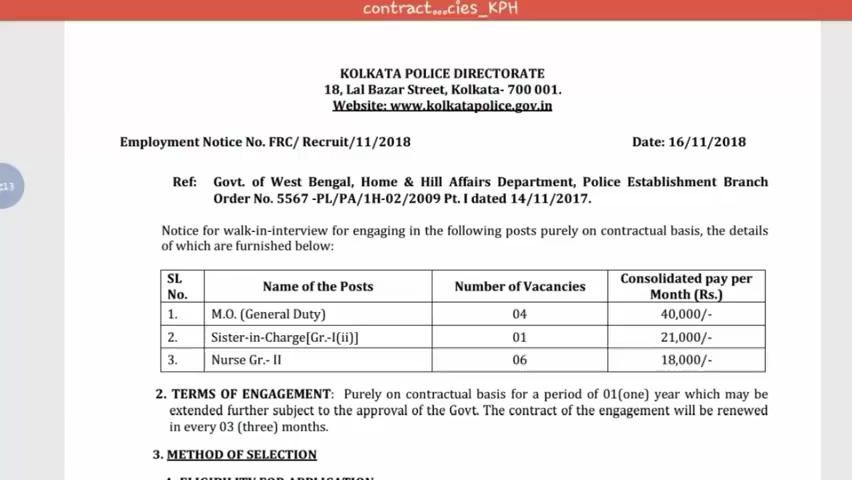 contract...cies_KPH
KOLKATA POLICE DIRECTORATE
18, Lal Bazar Street, Kolkata- 700 001.
Website: www.kolkatapolice.gov.in
Employment Notice No. FRC/ Recruit/11/2018 Date: 16/11/2018
:13
Ref: Govt. of West Bengal, Home & Hill Affairs Department, Police Establishment Branch
Order No. 5567 -PL/PA/1H-02/2009 Pt. I dated 14/11/2017.
Notice for walk-in-interview for engaging in the following posts purely on contractual basis, the details
of which are furnished below:
SL No. Name of the Posts Number of Vacancies Consolidated pay per Month (Rs.)
1. M.O. (General Duty) 04 40,000/-
2. Sister-in-Charge[Gr.-I(ii)] 01 21,000/-
3. Nurse Gr.- II 06 18,000/-
2. TERMS OF ENGAGEMENT: Purely on contractual basis for a period of 01(one) year which may be
extended further subject to the approval of the Govt. The contract of the engagement will be renewed
in every 03 (three) months.
3. METHOD OF SELECTION